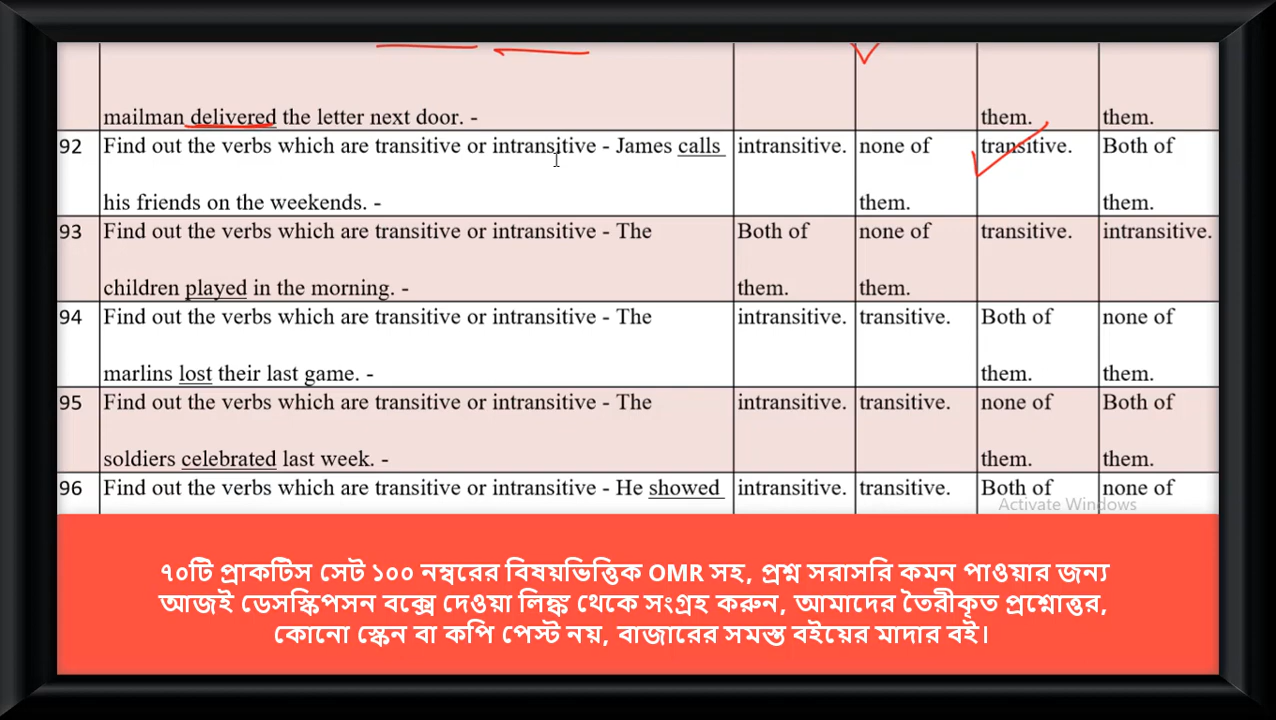 mailman delivered the letter next door. - them. them.
92 Find out the verbs which are transitive or intransitive - James calls intransitive. none of transitive. Both of
his friends on the weekends. - them. them.
93 Find out the verbs which are transitive or intransitive - The Both of none of transitive. intransitive.
children played in the morning. - them. them.
94 Find out the verbs which are transitive or intransitive - The intransitive. transitive. Both of none of
marlins lost their last game. - them. them.
95 Find out the verbs which are transitive or intransitive - The intransitive. transitive. none of Both of
soldiers celebrated last week. - them. them.
96 Find out the verbs which are transitive or intransitive - He showed intransitive. transitive. Both of none of
Activate Windows
৭০টি প্রাকটিস সেট ১০০ নম্বরের বিষয়ভিত্তিক OMR সহ, প্রশ্ন সরাসরি কমন পাওয়ার জন্য
আজই ডেসস্কিপসন বক্সে দেওয়া লিঙ্ক থেকে সংগ্রহ করুন, আমাদের তৈরীকৃত প্রশ্নোত্তর,
কোনো স্কেন বা কপি পেস্ট নয়, বাজারের সমস্ত বইয়ের মাদার বই।